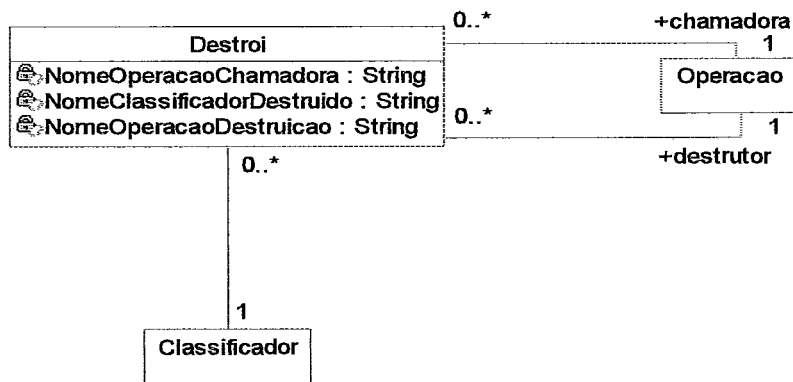 0..*
+chamadora
1
Destroi
NomeOperacaoChamadora : String
NomeClassificadorDestruido : String
NomeOperacaoDestruicao : String
Operacao
0..*
1
+destrutor
0..*
1
Classificador